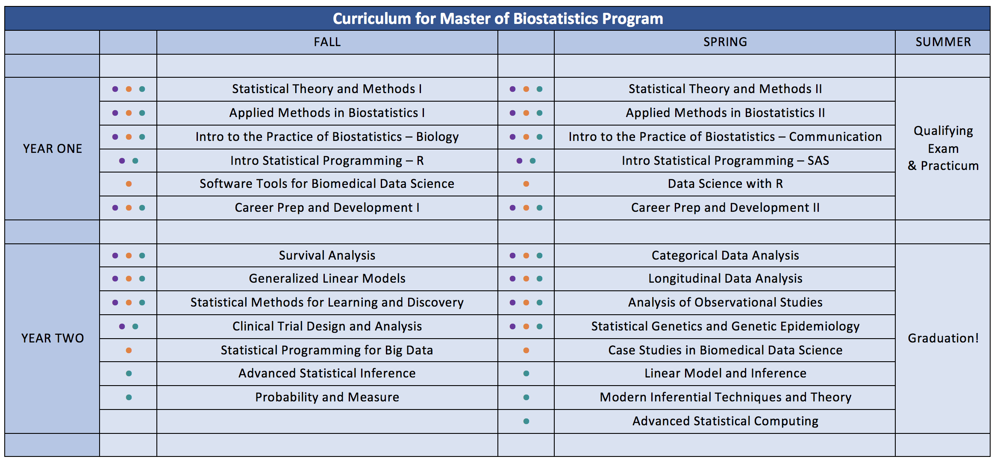 Curriculum for Master of Biostatistics Program
FALL
SPRING
SUMMER
YEAR ONE
Statistical Theory and Methods I
Statistical Theory and Methods II
Applied Methods in Biostatistics I
Applied Methods in Biostatistics II
Intro to the Practice of Biostatistics – Biology
Intro to the Practice of Biostatistics – Communication
Intro Statistical Programming – R
Intro Statistical Programming – SAS
Software Tools for Biomedical Data Science
Data Science with R
Career Prep and Development I
Career Prep and Development II
Qualifying
Exam
& Practicum
YEAR TWO
Survival Analysis
Categorical Data Analysis
Generalized Linear Models
Longitudinal Data Analysis
Statistical Methods for Learning and Discovery
Analysis of Observational Studies
Clinical Trial Design and Analysis
Statistical Genetics and Genetic Epidemiology
Statistical Programming for Big Data
Case Studies in Biomedical Data Science
Advanced Statistical Inference
Linear Model and Inference
Probability and Measure
Modern Inferential Techniques and Theory
Advanced Statistical Computing
Graduation!